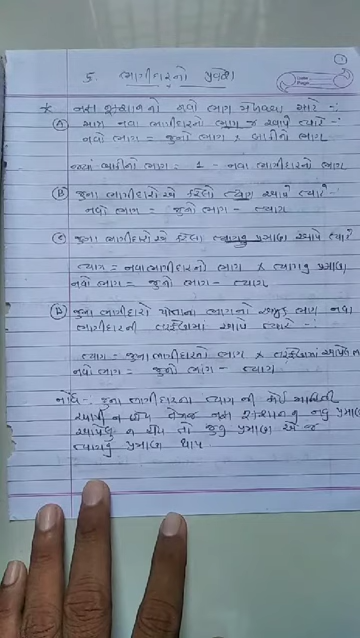 5. ભાગીદારનો પ્રવેશ
* નફા નુકસાનનો નવો ભાગ મેળવવા માટે :-
(A) માત્ર નવા ભાગીદારનો ભાગ જ આપે ત્યારે :-
નવો ભાગ = જૂનો ભાગ × બાકીનો ભાગ
જ્યાં બાકીનો ભાગ = 1 - નવા ભાગીદારનો ભાગ
(B) જુના ભાગીદારોએ કરેલો ત્યાગ આપે ત્યારે :-
નવો ભાગ = જુનો ભાગ - ત્યાગ
(C) જુના ભાગીદારોએ કરેલા ત્યાગનું પ્રમાણ આપે ત્યારે
ત્યાગ = નવા ભાગીદારનો ભાગ × ત્યાગનું પ્રમાણ
નવો ભાગ = જુનો ભાગ - ત્યાગ
(D) જુના ભાગીદારો પોતાના ભાગનો અમુક ભાગ નવા
ભાગીદારની તરફેણમાં આપે ત્યારે :-
ત્યાગ = જુના ભાગીદારનો ભાગ × તરફેણમાં આપેલ
નવો ભાગ = જુનો ભાગ - ત્યાગ
નોંધ :- જુના ભાગીદારના ત્યાગ ની કોઈ માહિતી
આપી ન હોય તેમજ નફા નુકસાનનું નવુ પ્રમાણ
આપેલું ન હોય તો જુનુ પ્રમાણ એ જ
ત્યાગનું પ્રમાણ થાય